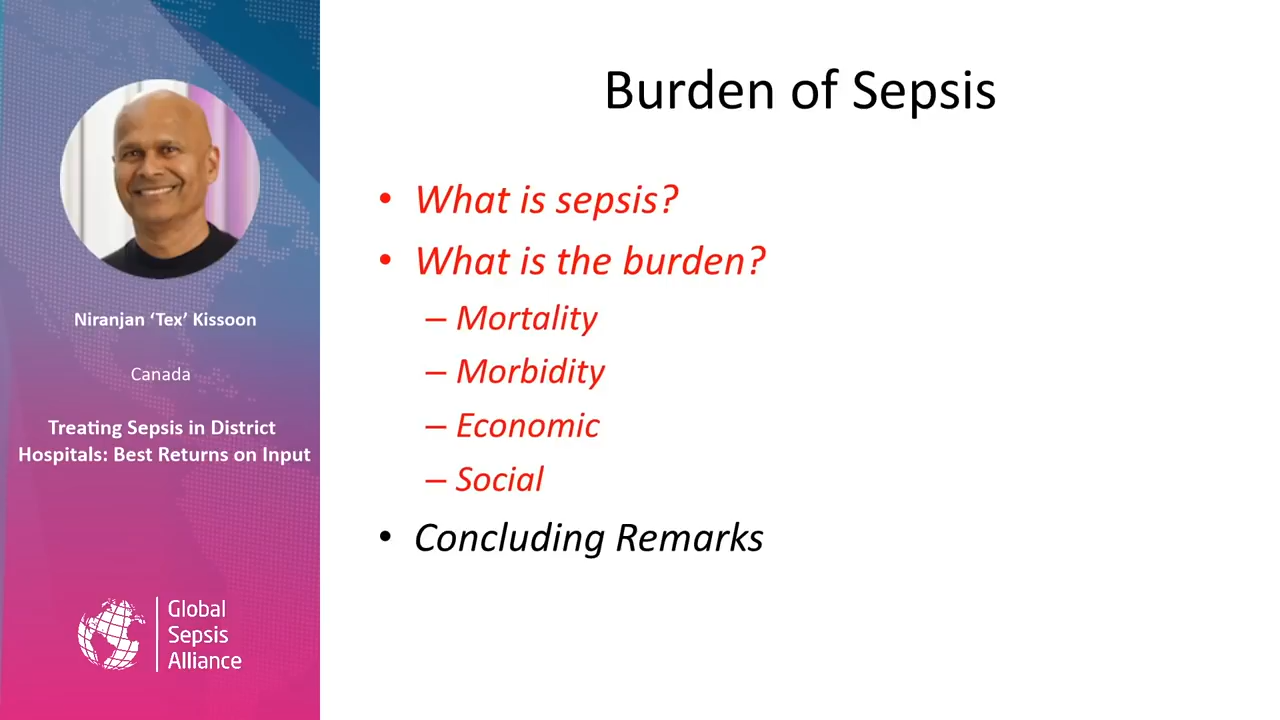 Niranjan ‘Tex’ Kissoon
Canada
Treating Sepsis in District
Hospitals: Best Returns on Input
Global
Sepsis
Alliance
Burden of Sepsis
• What is sepsis?
• What is the burden?
– Mortality
– Morbidity
– Economic
– Social
• Concluding Remarks